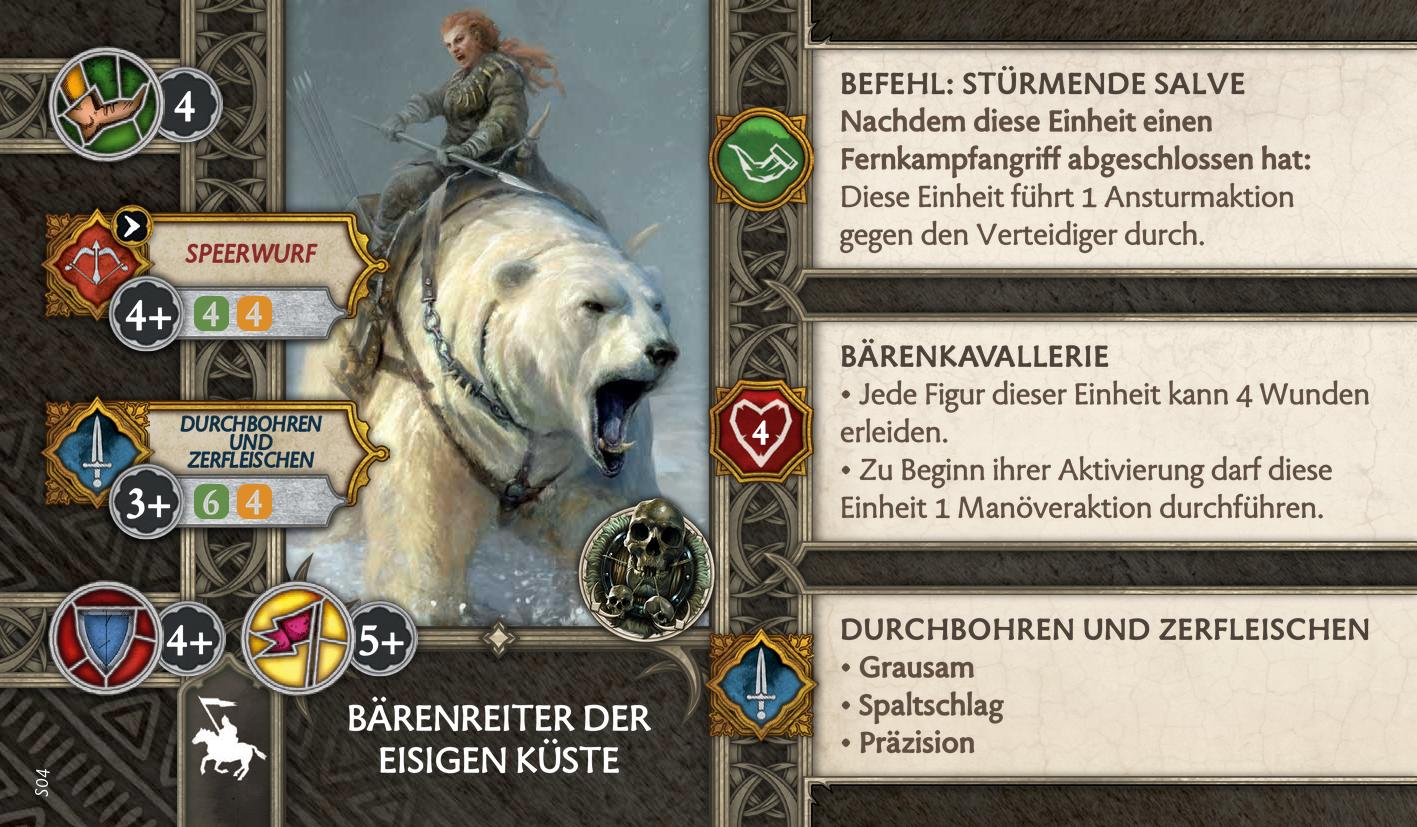 4
SPEERWURF
4+ 4 4
DURCHBOHREN
UND
ZERFLEISCHEN
3+ 6 4
4+ 5+
BÄRENREITER DER
EISIGEN KÜSTE
S04
BEFEHL: STÜRMENDE SALVE
Nachdem diese Einheit einen
Fernkampfangriff abgeschlossen hat:
Diese Einheit führt 1 Ansturmaktion
gegen den Verteidiger durch.
4
BÄRENKAVALLERIE
• Jede Figur dieser Einheit kann 4 Wunden
erleiden.
• Zu Beginn ihrer Aktivierung darf diese
Einheit 1 Manöveraktion durchführen.
DURCHBOHREN UND ZERFLEISCHEN
• Grausam
• Spaltschlag
• Präzision